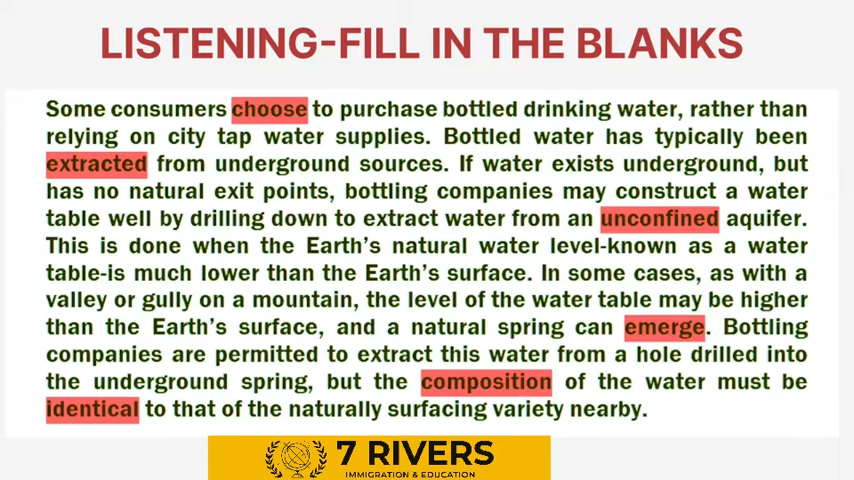 LISTENING-FILL IN THE BLANKS
Some consumers choose to purchase bottled drinking water, rather than
relying on city tap water supplies. Bottled water has typically been
extracted from underground sources. If water exists underground, but
has no natural exit points, bottling companies may construct a water
table well by drilling down to extract water from an unconfined aquifer.
This is done when the Earth's natural water level-known as a water
table-is much lower than the Earth's surface. In some cases, as with a
valley or gully on a mountain, the level of the water table may be higher
than the Earth's surface, and a natural spring can emerge. Bottling
companies are permitted to extract this water from a hole drilled into
the underground spring, but the composition of the water must be
identical to that of the naturally surfacing variety nearby.
7 RIVERS
IMMIGRATION & EDUCATION